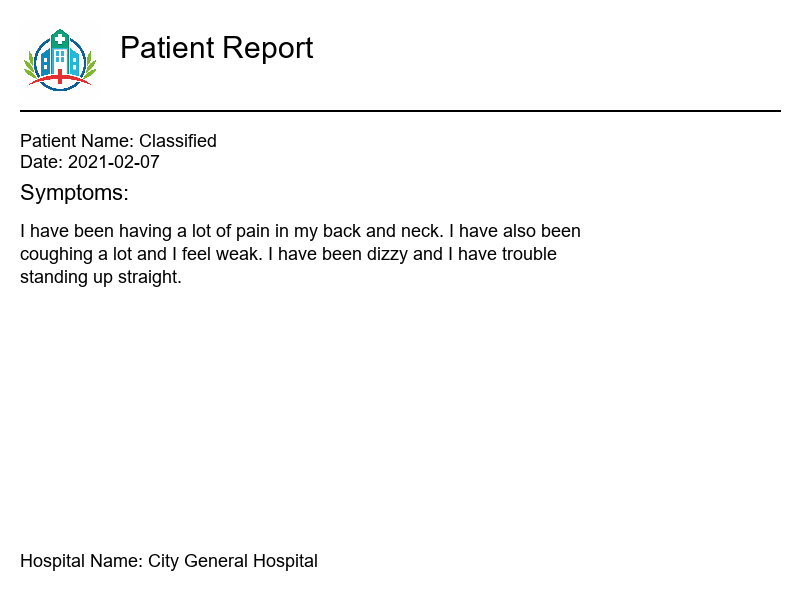 Patient Report
Patient Name: Classified
Date: 2021-02-07
Symptoms:
I have been having a lot of pain in my back and neck. I have also been
coughing a lot and I feel weak. I have been dizzy and I have trouble
standing up straight.
Hospital Name: City General Hospital